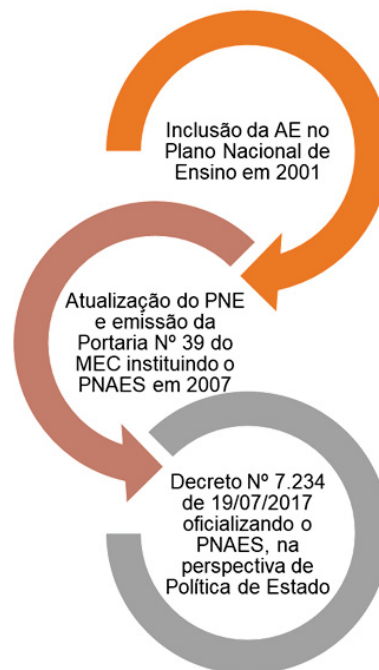 Inclusão da AE no
Plano Nacional de
Ensino em 2001
Atualização do PNE
e emissão da
Portaria Nº 39 do
MEC instituindo o
PNAES em 2007
Decreto Nº 7.234
de 19/07/2017
oficializando o
PNAES, na
perspectiva de
Política de Estado